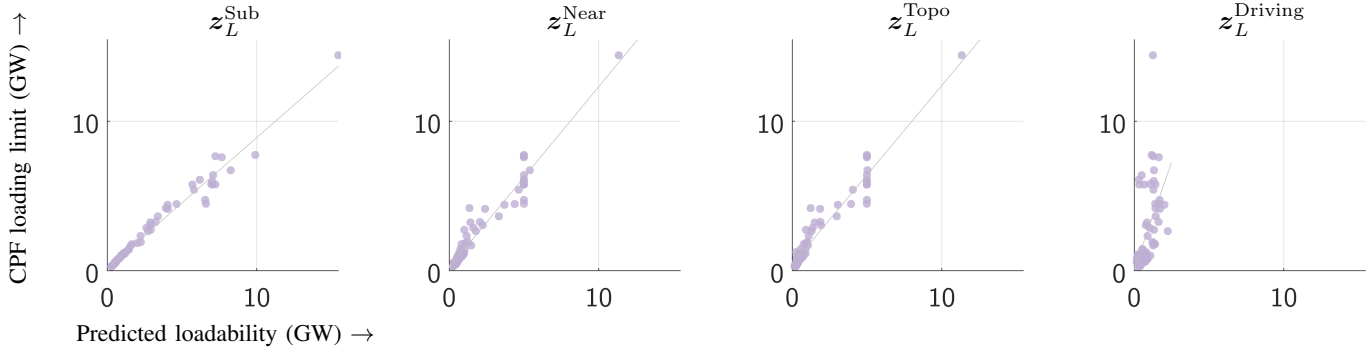 z_L^Sub z_L^Near z_L^Topo z_L^Driving
CPF loading limit (GW) →
10 10 10 10
0 0 0 0
0 10 0 10 0 10 0 10
Predicted loadability (GW) →